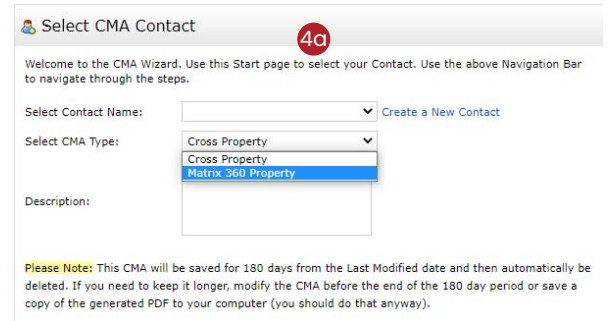 Select CMA Contact
4a
Welcome to the CMA Wizard. Use this Start page to select your Contact. Use the above Navigation Bar
to navigate through the steps.
Select Contact Name: Create a New Contact
Select CMA Type: Cross Property
Cross Property
Matrix 360 Property
Description:
Please Note: This CMA will be saved for 180 days from the Last Modified date and then automatically be
deleted. If you need to keep it longer, modify the CMA before the end of the 180 day period or save a
copy of the generated PDF to your computer (you should do that anyway).